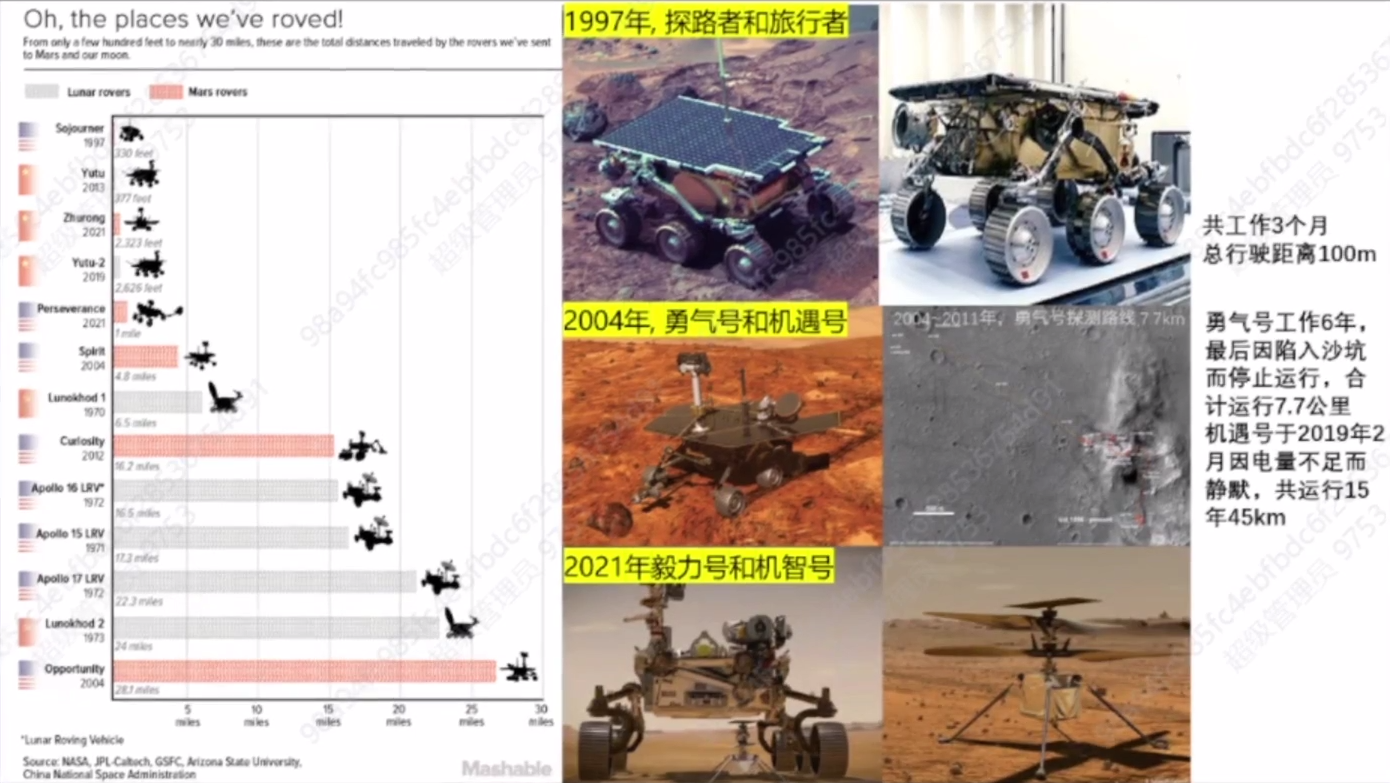 Oh, the places we've roved!
From only a few hundred feet to nearly 30 miles, these are the total distances traveled by the rovers we've sent
to Mars and our moon.
Lunar rovers
Mars rovers
Sojourner
1997
330 feet
Yutu
2013
377 feet
Zhurong
2021
2,323 feet
Yutu-2
2019
2,626 feet
Perseverance
2021
1 mile
Spirit
2004
4.8 miles
Lunokhod 1
1970
6.5 miles
Curiosity
2012
16.2 miles
Apollo 16 LRV*
1972
16.5 miles
Apollo 15 LRV
1971
17.3 miles
Apollo 17 LRV
1972
22.3 miles
Lunokhod 2
1973
24 miles
Opportunity
2004
28.1 miles
5 miles
10 miles
15 miles
20 miles
25 miles
30 miles
*Lunar Roving Vehicle
Source: NASA, JPL-Caltech, GSFC, Arizona State University,
China National Space Administration
Mashable
1997年, 探路者和旅行者
共工作3个月
总行驶距离100m
2004年, 勇气号和机遇号
2004~2011年，勇气号探测路线 7.7km
勇气号工作6年，
最后因陷入沙坑
而停止运行，合
计运行7.7公里
机遇号于2019年2
月因电量不足而
静默，共运行15
年45km
2021年毅力号和机智号
超级管理员 9753